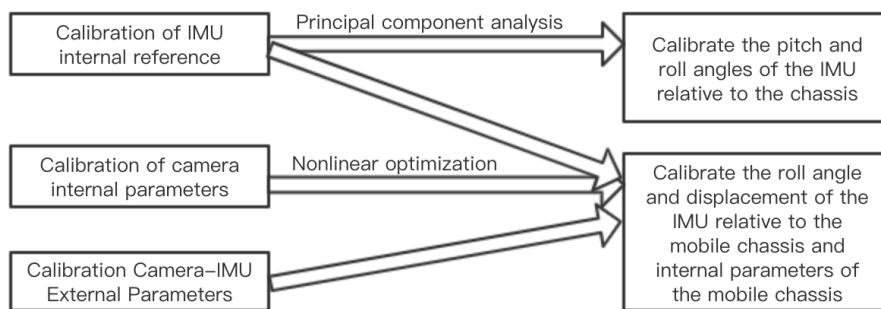 Calibration of IMU
internal reference
Principal component analysis
Calibrate the pitch and
roll angles of the IMU
relative to the chassis
Calibration of camera
internal parameters
Nonlinear optimization
Calibrate the roll angle
and displacement of the
IMU relative to the
mobile chassis and
internal parameters of
the mobile chassis
Calibration Camera-IMU
External Parameters